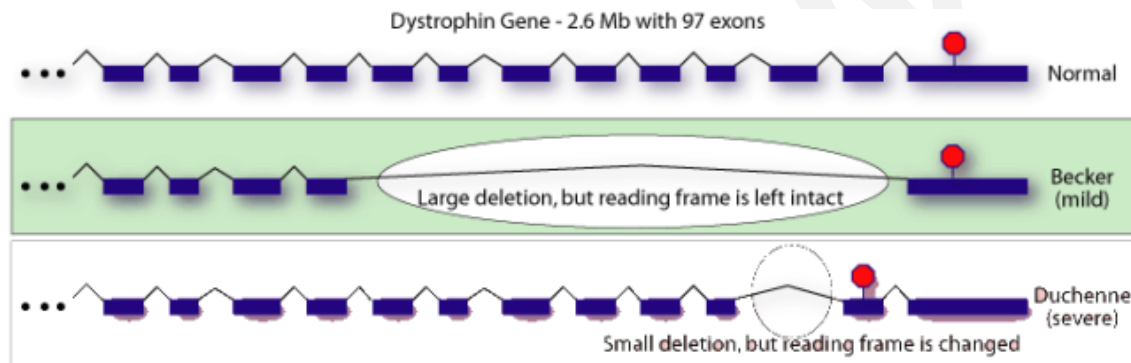 Dystrophin Gene - 2.6 Mb with 97 exons
Normal
Large deletion, but reading frame is left intact
Becker
(mild)
Duchenne
(severe)
Small deletion, but reading frame is changed